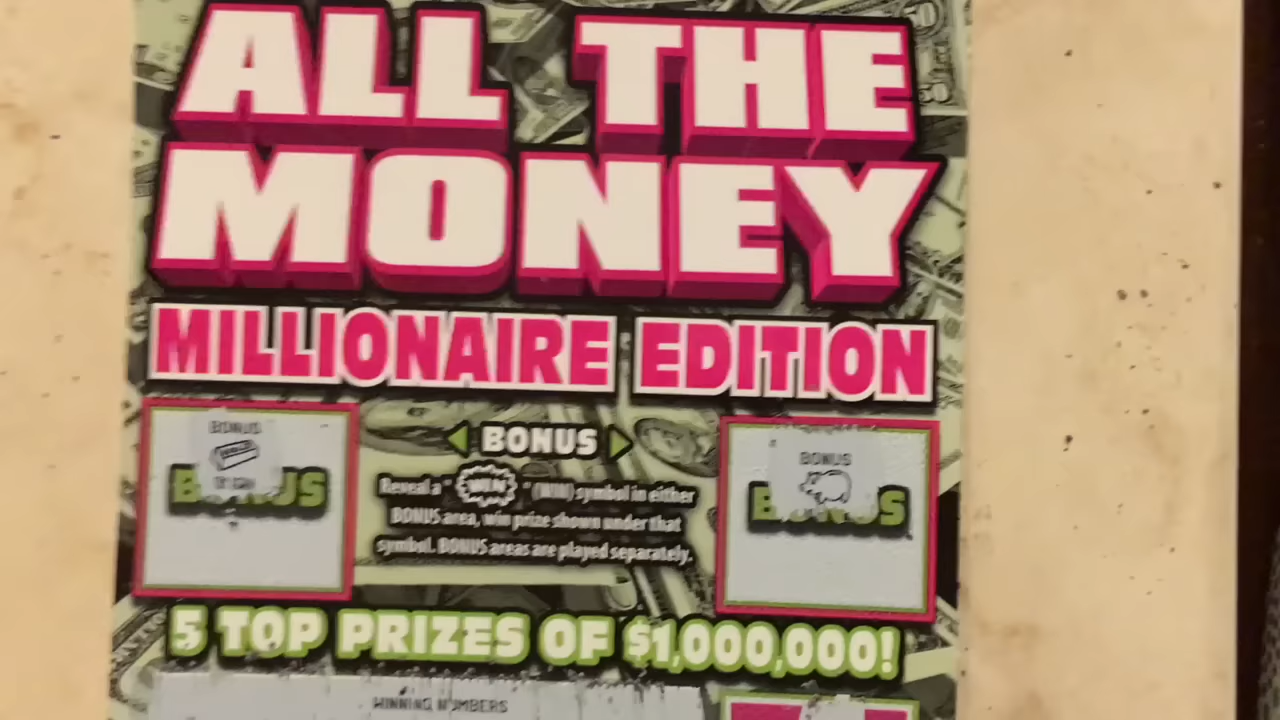 ALL THE
MONEY
MILLIONAIRE EDITION
BONUS
BONUS
BONUS
Reveal a "WIN" (WIN) symbol in either
BONUS area, win prize shown under that
symbol. BONUS areas are played separately.
BONUS
BONUS
5 TOP PRIZES OF $1,000,000!
WINNING NUMBERS